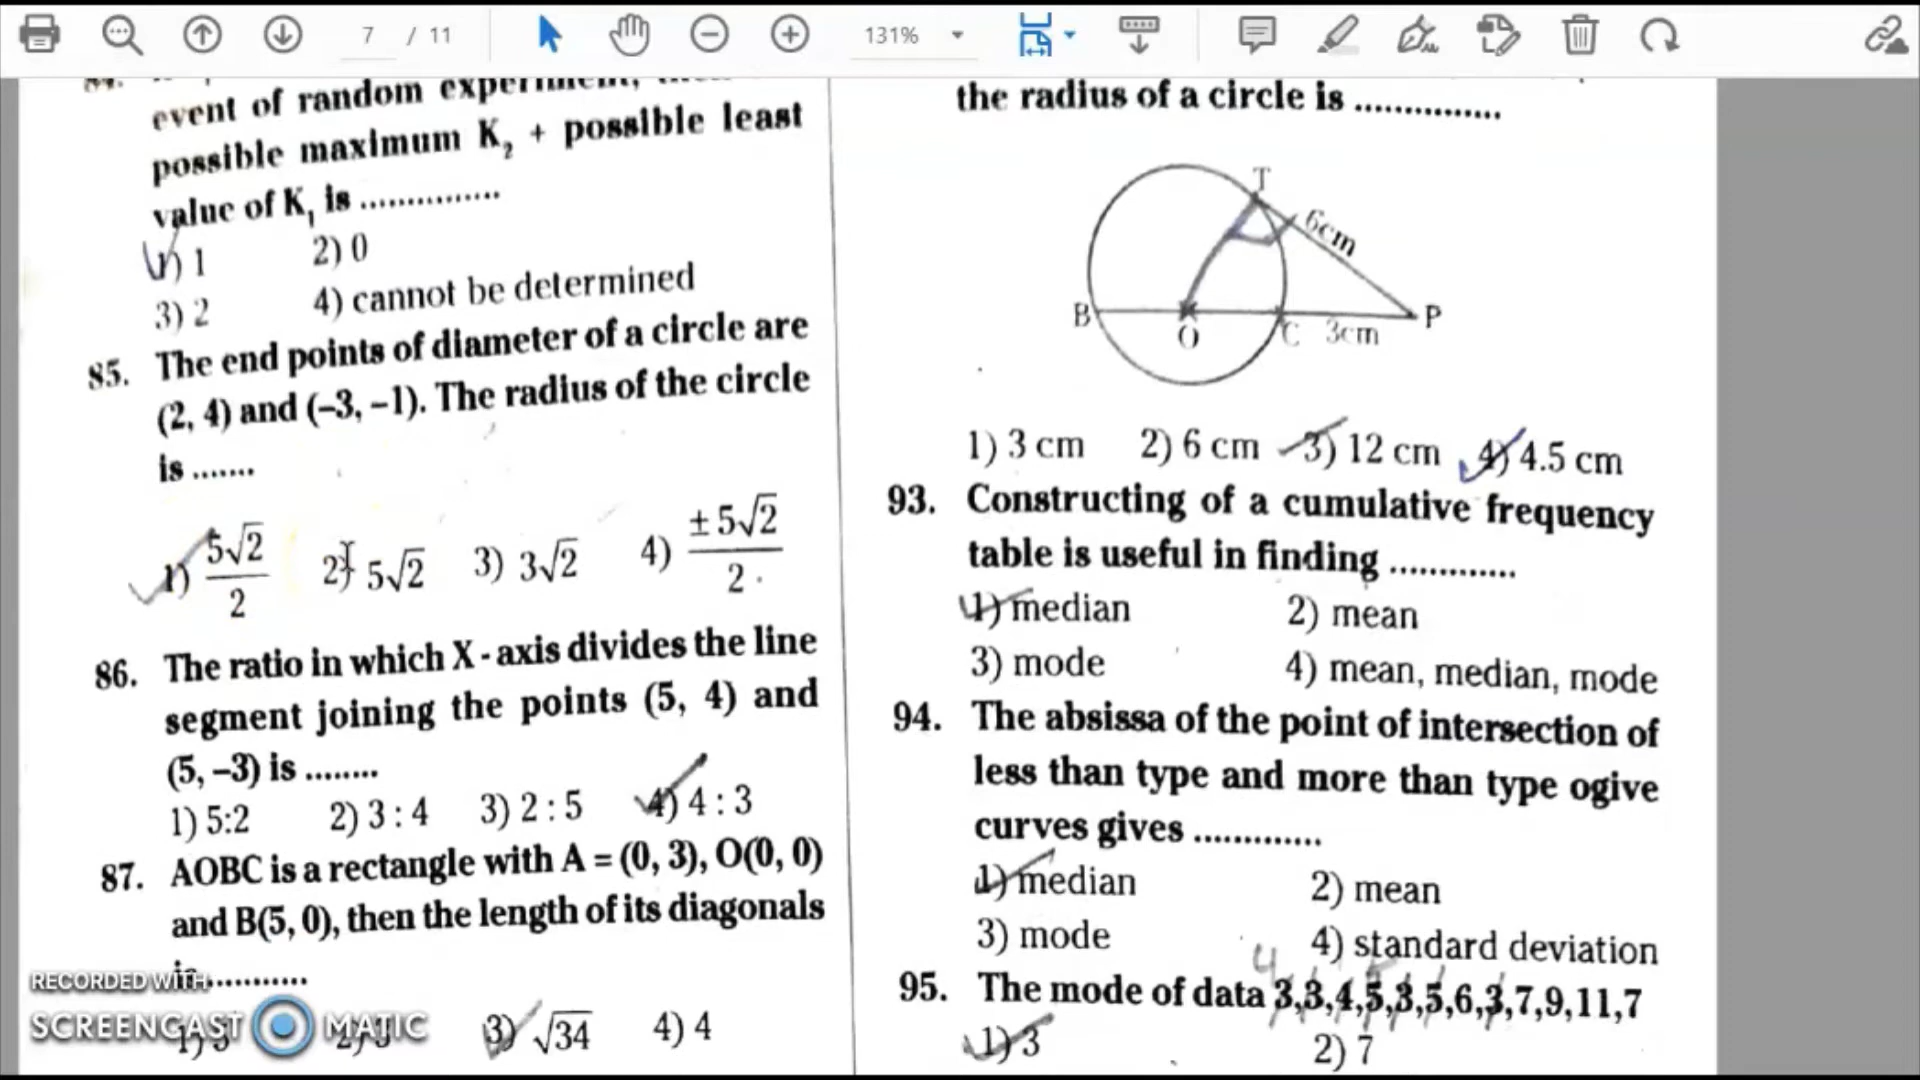 7 / 11
131%
event of random
possible maximum K₂ + possible least
value of K₁ is ...............
1) 1 2) 0
3) 2 4) cannot be determined
85. The end points of diameter of a circle are
(2, 4) and (–3, –1). The radius of the circle
is .......
1) 5√2/2 2) 5√2 3) 3√2 4) ± 5√2/2
86. The ratio in which X - axis divides the line
segment joining the points (5, 4) and
(5, –3) is ........
1) 5:2 2) 3 : 4 3) 2 : 5 4) 4 : 3
87. AOBC is a rectangle with A = (0, 3), O(0, 0)
and B(5, 0), then the length of its diagonals
is ...........
3) √34 4) 4
RECORDED WITH
SCREENCAST MATIC
the radius of a circle is ...............
T
6cm
B O C 3cm P
1) 3 cm 2) 6 cm 3) 12 cm 4) 4.5 cm
93. Constructing of a cumulative frequency
table is useful in finding .............
1) median 2) mean
3) mode 4) mean, median, mode
94. The absissa of the point of intersection of
less than type and more than type ogive
curves gives .............
1) median 2) mean
3) mode 4) standard deviation
4
95. The mode of data 3,3,4,5,3,5,6,3,7,9,11,7
1) 3 2) 7